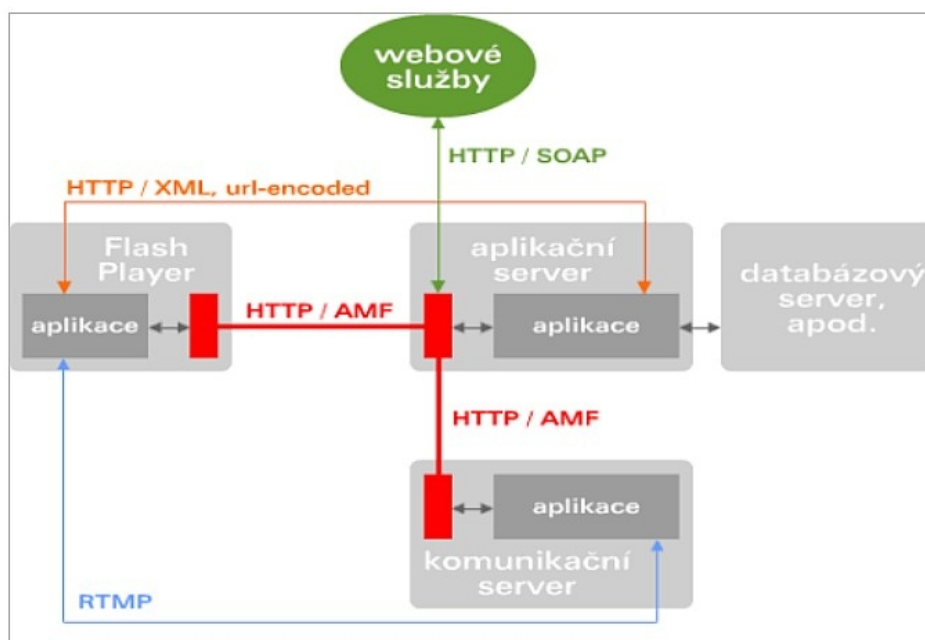 webové
služby
HTTP / SOAP
HTTP / XML, url-encoded
Flash
Player
aplikace
HTTP / AMF
aplikační
server
aplikace
databázový
server,
apod.
HTTP / AMF
aplikace
komunikační
server
RTMP